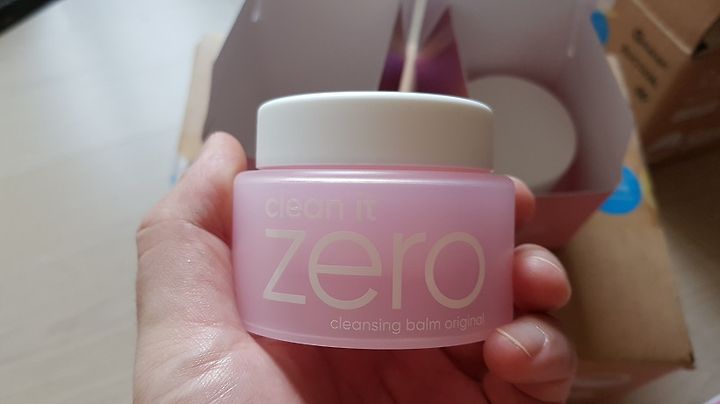 clean it
zero
cleansing balm original